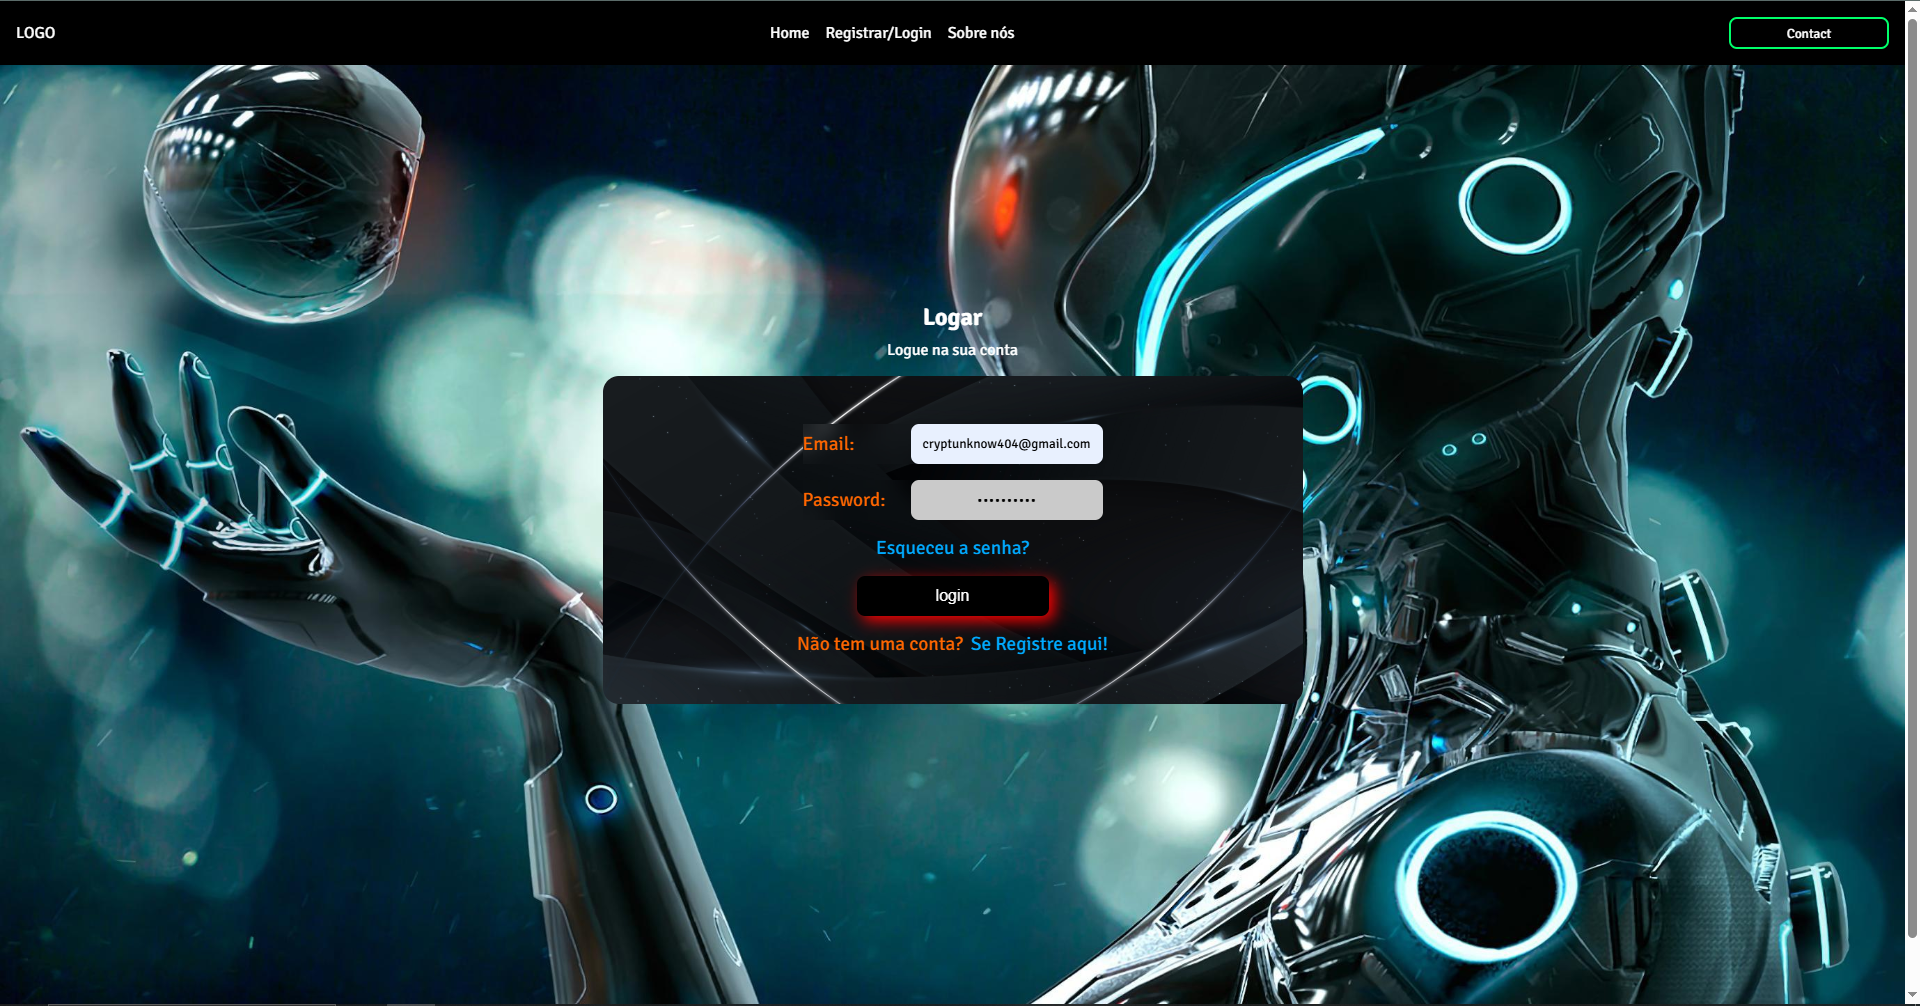 LOGO
Home Registrar/Login Sobre nós
Contact
Logar
Logue na sua conta
Email: cryptunknow404@gmail.com
Password: ••••••••••
Esqueceu a senha?
login
Não tem uma conta? Se Registre aqui!